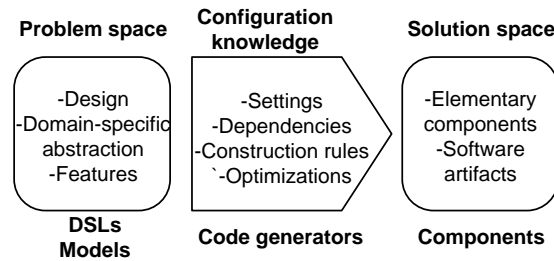 Problem space
-Design
-Domain-specific
abstraction
-Features
DSLs
Models
Configuration
knowledge
-Settings
-Dependencies
-Construction rules
`-Optimizations
Code generators
Solution space
-Elementary
components
-Software
artifacts
Components